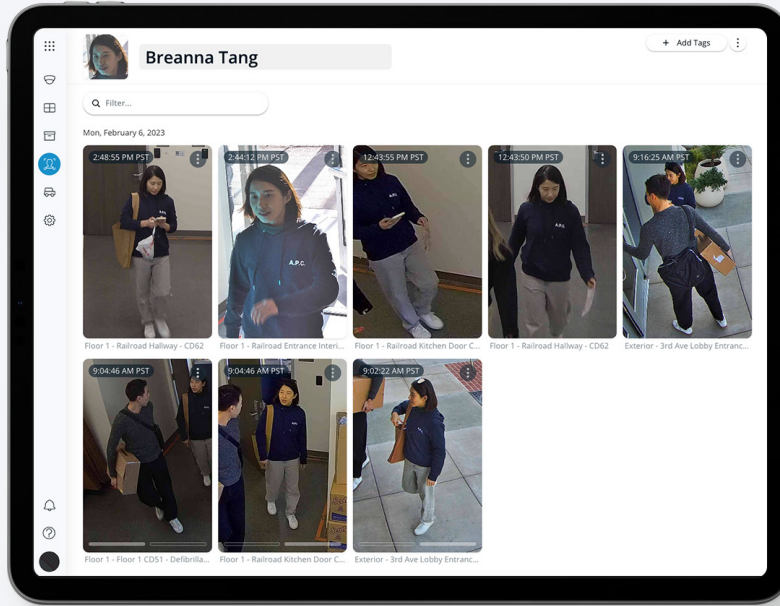 Breanna Tang
+ Add Tags
Filter...
Mon, February 6, 2023
2:48:55 PM PST
2:44:12 PM PST
12:43:55 PM PST
12:43:50 PM PST
9:16:25 AM PST
A.P.C.
A.P.C.
Floor 1 - Railroad Hallway - CD62
Floor 1 - Railroad Entrance Interi...
Floor 1 - Railroad Kitchen Door C...
Floor 1 - Railroad Hallway - CD62
Exterior - 3rd Ave Lobby Entranc...
9:04:46 AM PST
9:04:46 AM PST
9:02:22 AM PST
A.P.C.
Floor 1 - Floor 1 CD51 - Defibrilla...
Floor 1 - Railroad Kitchen Door C...
Exterior - 3rd Ave Lobby Entranc...